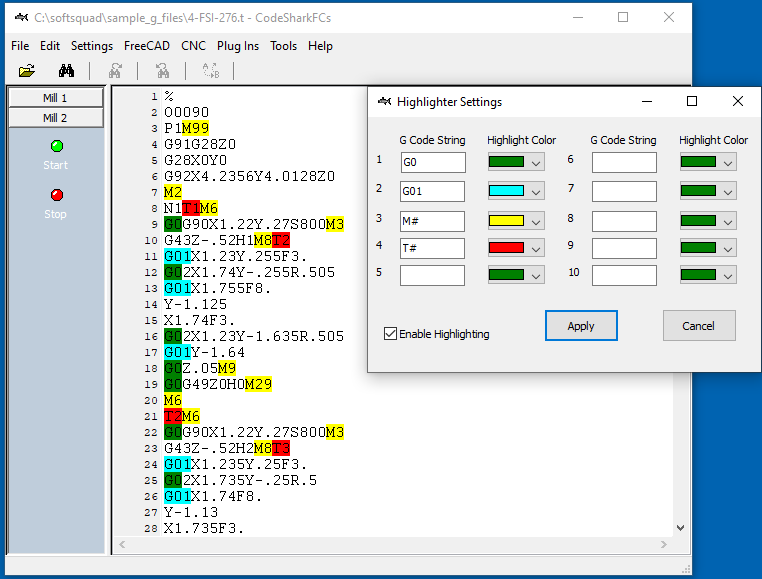 C:\softsquad\sample_g_files\4-FSI-276.t - CodeSharkFCs
File Edit Settings FreeCAD CNC Plug Ins Tools Help
A B
Mill 1
Mill 2
Start
Stop
1 %
2 O0090
3 P1M99
4 G91G28Z0
5 G28X0Y0
6 G92X4.2356Y4.0128Z0
7 M2
8 N1T1M6
9 G0G90X1.22Y.27S800M3
10 G43Z-.52H1M8T2
11 G01X1.23Y.255F3.
12 G02X1.74Y-.255R.505
13 G01X1.755F8.
14 Y-1.125
15 X1.74F3.
16 G02X1.23Y-1.635R.505
17 G01Y-1.64
18 G0Z.05M9
19 G0G49Z0H0M29
20 M6
21 T2M6
22 G0G90X1.22Y.27S800M3
23 G43Z-.52H2M8T3
24 G01X1.235Y.25F3.
25 G02X1.735Y-.25R.5
26 G01X1.74F8.
27 Y-1.13
28 X1.735F3.
Highlighter Settings
G Code String Highlight Color G Code String Highlight Color
1 G0 6
2 G01 7
3 M# 8
4 T# 9
5 10
Enable Highlighting Apply Cancel